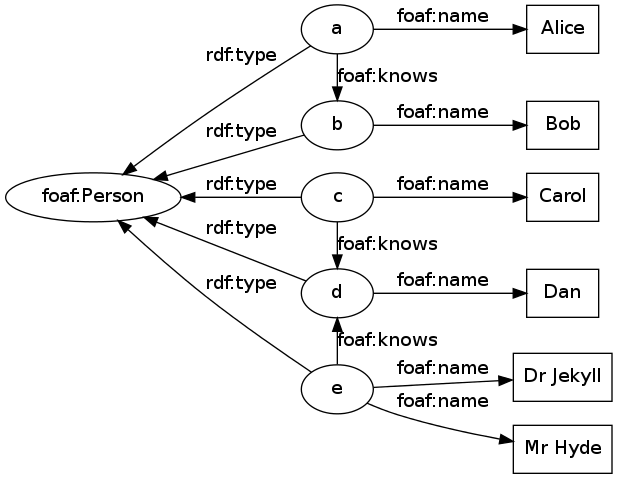 a
foaf:name
Alice
rdf:type
foaf:knows
foaf:name
b
Bob
rdf:type
foaf:Person
rdf:type
c
foaf:name
Carol
rdf:type
foaf:knows
foaf:name
d
Dan
rdf:type
foaf:knows
foaf:name
Dr Jekyll
e
foaf:name
Mr Hyde